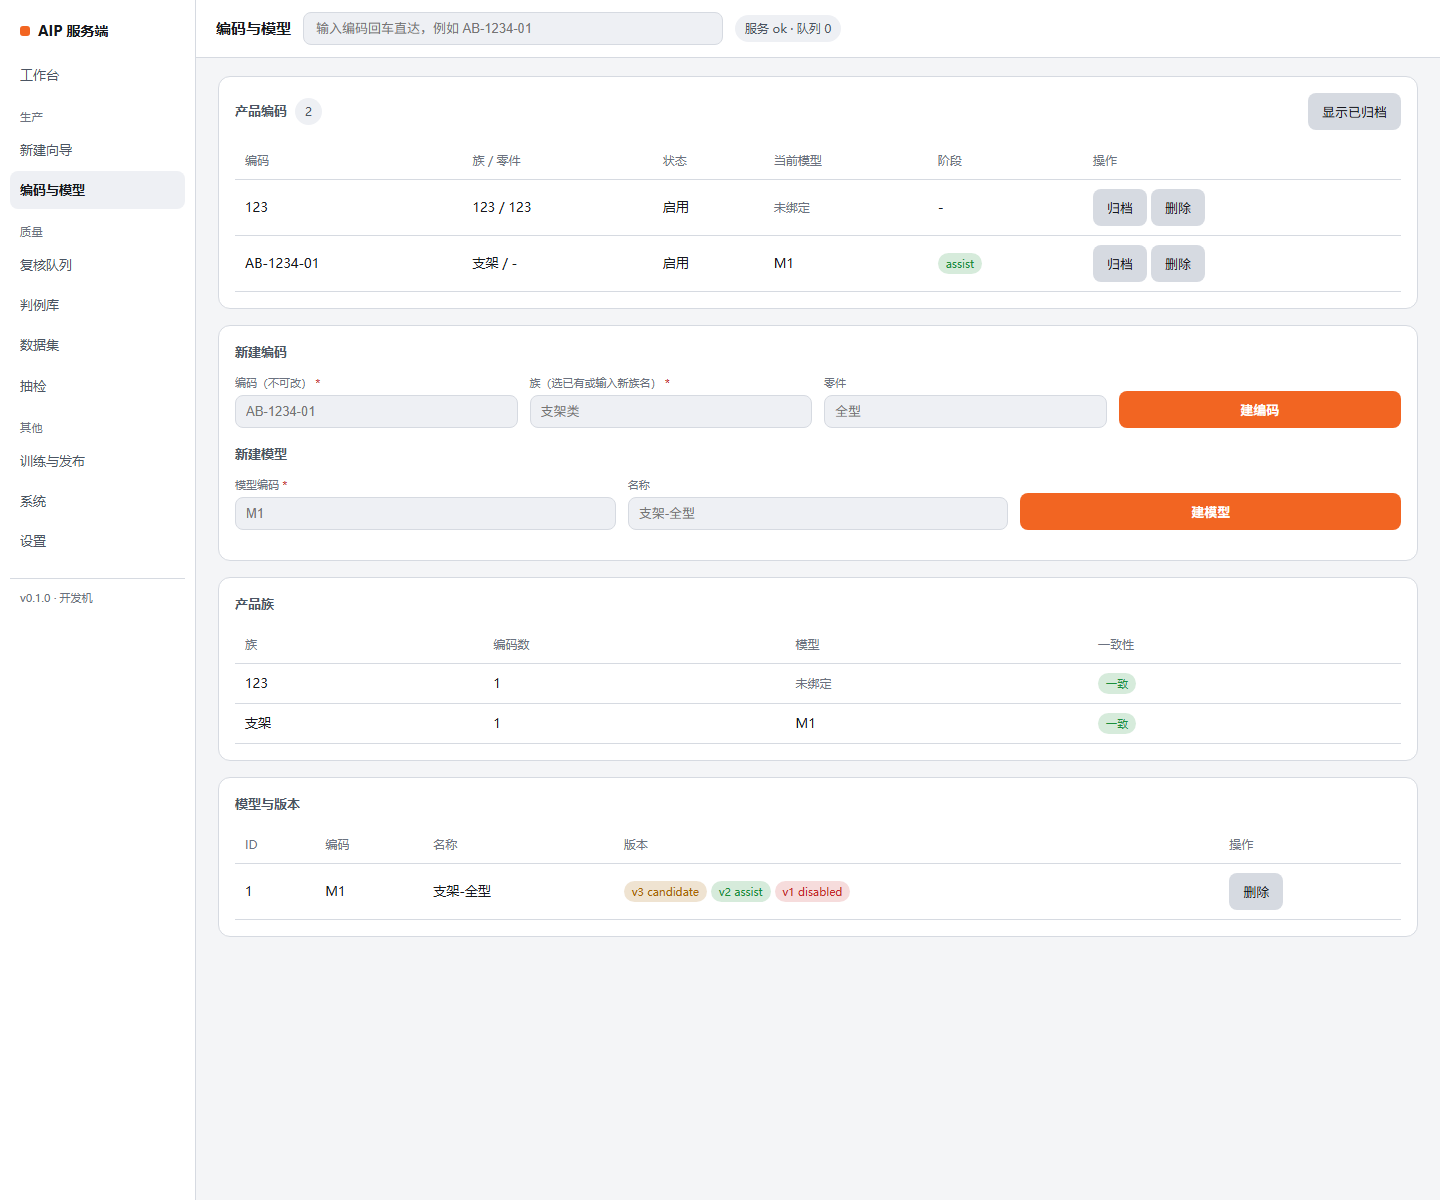 AIP 服务端
工作台
生产
新建向导
编码与模型
质量
复核队列
判例库
数据集
抽检
其他
训练与发布
系统
设置
v0.1.0 · 开发机
编码与模型
输入编码回车直达，例如 AB-1234-01
服务 ok · 队列 0
产品编码 2
显示已归档
编码 族 / 零件 状态 当前模型 阶段 操作
123 123 / 123 启用 未绑定 - 归档 删除
AB-1234-01 支架 / - 启用 M1 assist 归档 删除
新建编码
编码（不可改） * 族（选已有或输入新族名） * 零件
AB-1234-01 支架类 全型 建编码
新建模型
模型编码 * 名称
M1 支架-全型 建模型
产品族
族 编码数 模型 一致性
123 1 未绑定 一致
支架 1 M1 一致
模型与版本
ID 编码 名称 版本 操作
1 M1 支架-全型 v3 candidate v2 assist v1 disabled 删除